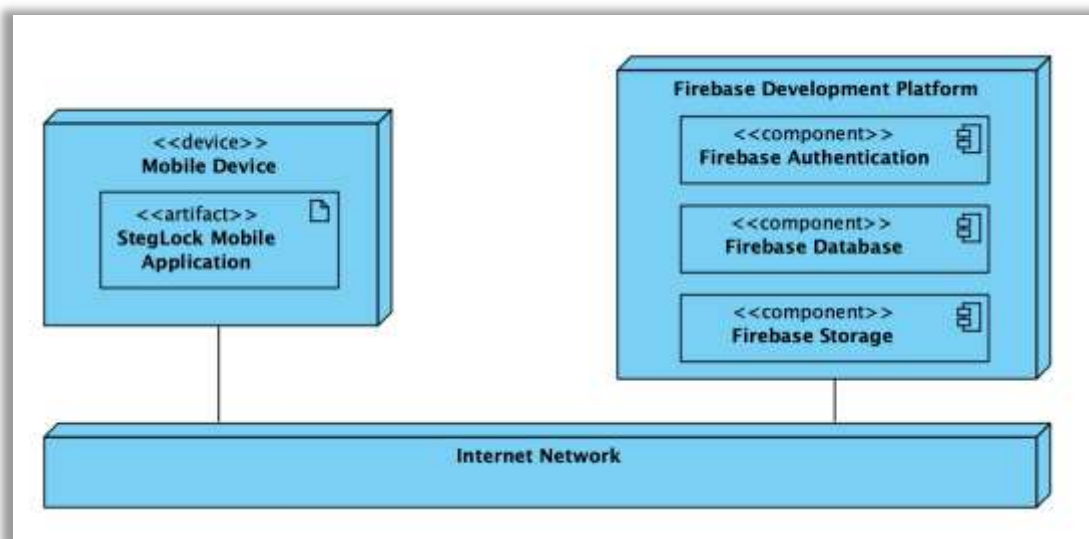 <<device>>
Mobile Device
<<artifact>>
StegLock Mobile
Application
Firebase Development Platform
<<component>>
Firebase Authentication
<<component>>
Firebase Database
<<component>>
Firebase Storage
Internet Network